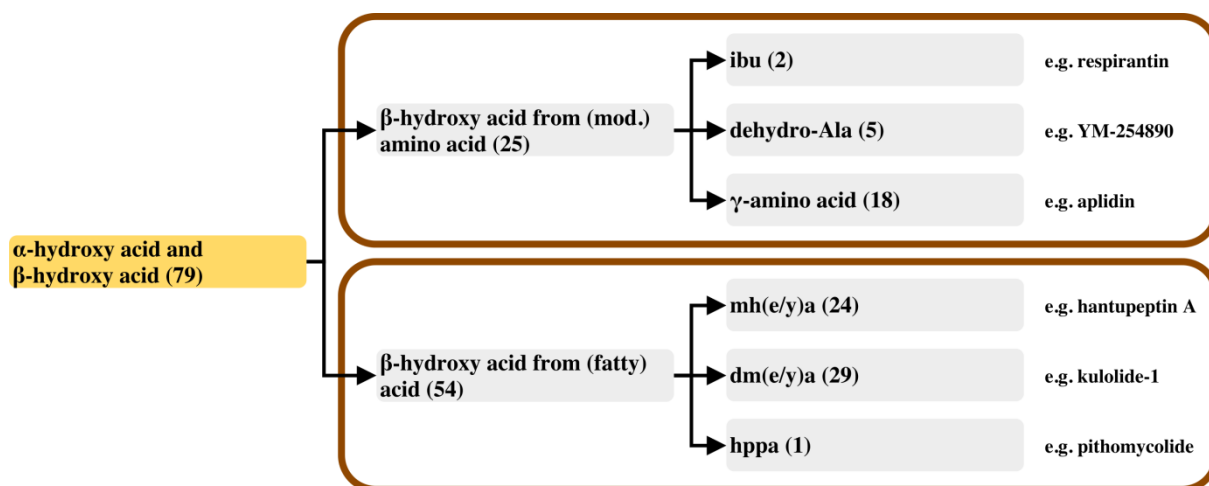 α-hydroxy acid and
β-hydroxy acid (79)
β-hydroxy acid from (mod.)
amino acid (25)
ibu (2)
e.g. respirantin
dehydro-Ala (5)
e.g. YM-254890
γ-amino acid (18)
e.g. aplidin
β-hydroxy acid from (fatty)
acid (54)
mh(e/y)a (24)
e.g. hantupeptin A
dm(e/y)a (29)
e.g. kulolide-1
hppa (1)
e.g. pithomycolide